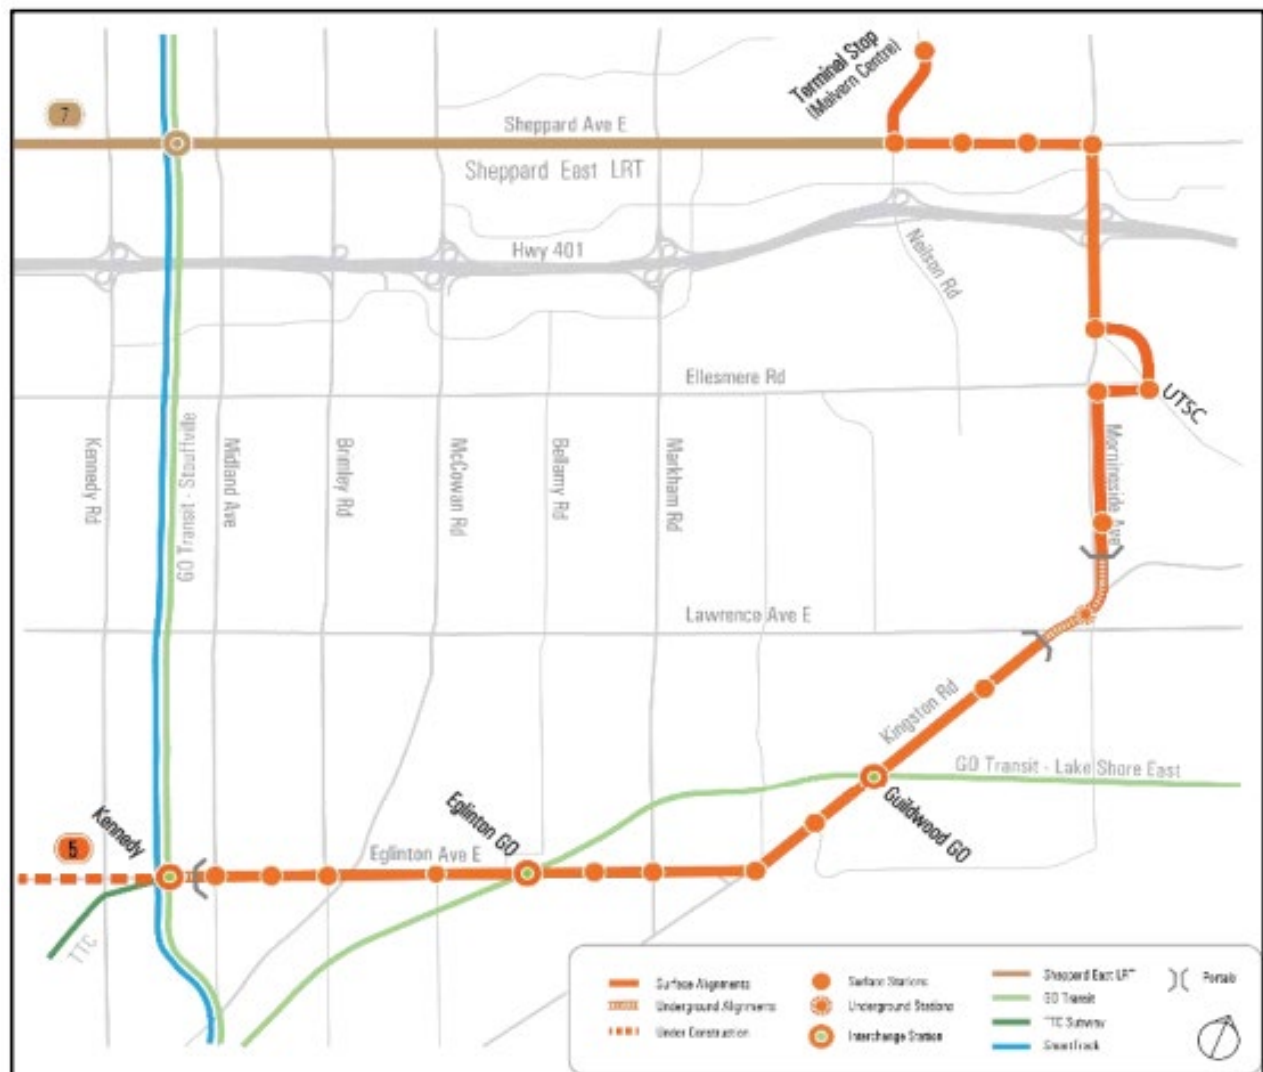 Terminal Stop
(Malvern Centre)
7
Sheppard Ave E
Sheppard East LRT
Hwy 401
Neilson Rd
Ellesmere Rd
UTSC
Kennedy Rd
GO Transit - Stouffville
Midland Ave
Brimley Rd
McCowan Rd
Bellamy Rd
Markham Rd
Morningside Ave
Lawrence Ave E
Kingston Rd
GO Transit - Lake Shore East
Guildwood GO
Eglinton GO
Kennedy
5
Eglinton Ave E
TTC
Surface Alignments
Underground Alignments
Under Construction
Surface Stations
Underground Stations
Interchange Station
Sheppard East LRT
GO Transit
TTC Subway
SmartTrack
Portals